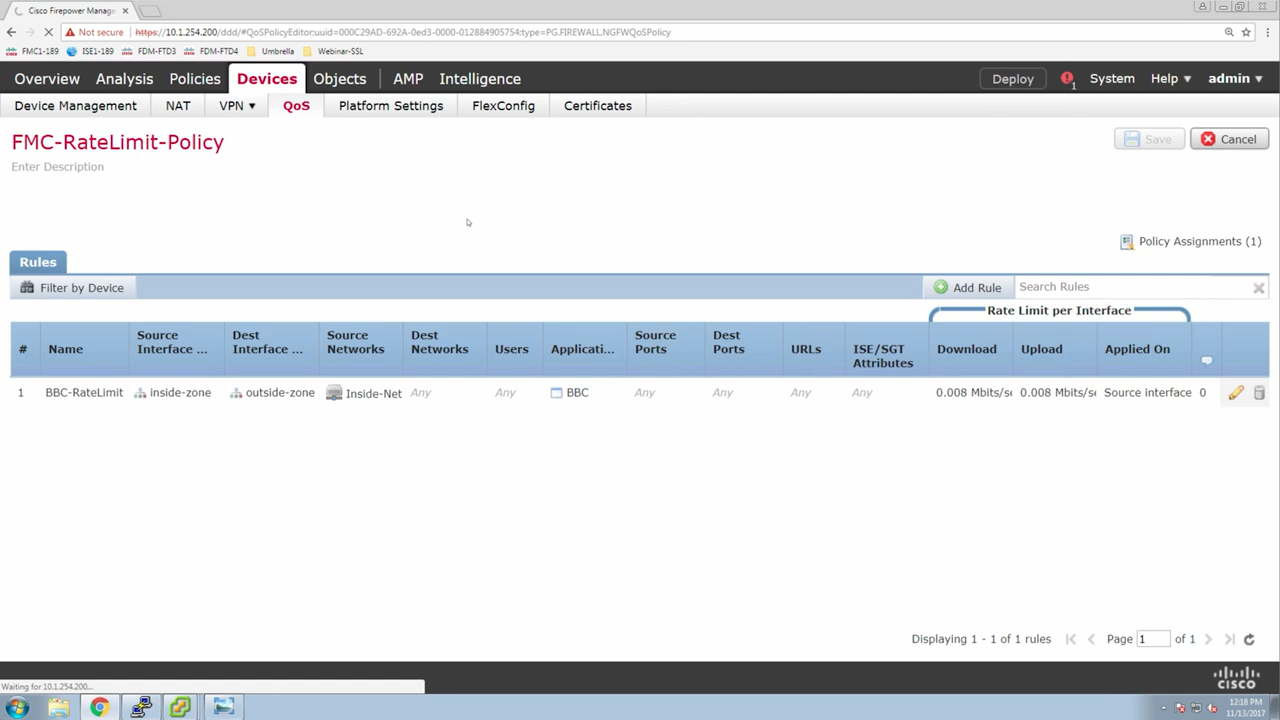 Cisco Firepower Manag
Not secure https://10.1.254.200/ddd/#QoSPolicyEditor:uuid=000C29AD-692A-0ed3-0000-012884905754;type=PG.FIREWALL.NGFWQoSPolicy
FMC1-189 ISE1-189 FDM-FTD3 FDM-FTD4 Umbrella Webinar-SSL
Overview Analysis Policies Devices Objects AMP Intelligence Deploy 1 System Help admin
Device Management NAT VPN QoS Platform Settings FlexConfig Certificates
FMC-RateLimit-Policy Save Cancel
Enter Description
Policy Assignments (1)
Rules
Filter by Device Add Rule Search Rules
Rate Limit per Interface
# Name Source Interface ... Dest Interface ... Source Networks Dest Networks Users Applicati... Source Ports Dest Ports URLs ISE/SGT Attributes Download Upload Applied On
1 BBC-RateLimit inside-zone outside-zone Inside-Net Any Any BBC Any Any Any Any 0.008 Mbits/se 0.008 Mbits/se Source interface 0
Displaying 1 - 1 of 1 rules Page 1 of 1
cisco
Waiting for 10.1.254.200...
12:18 PM
11/13/2017